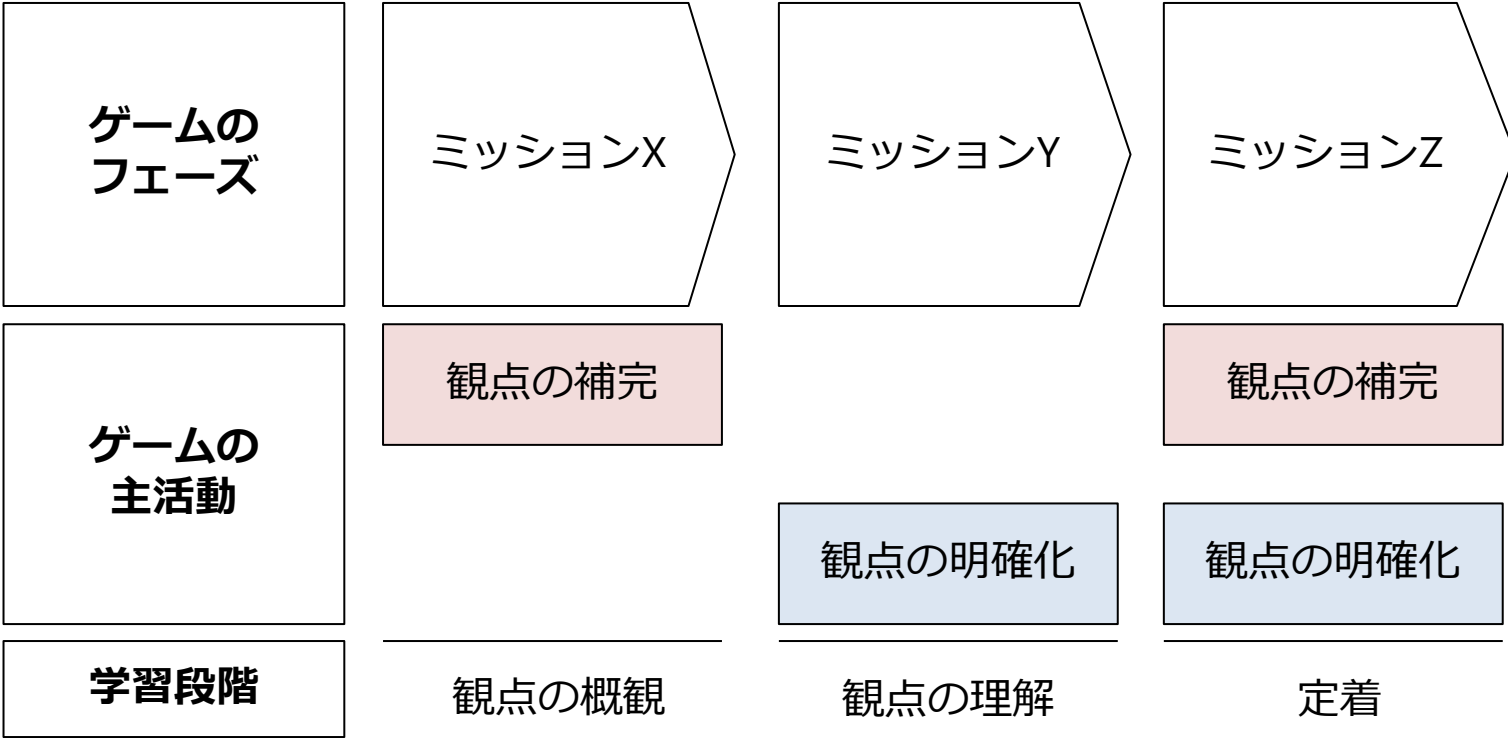 ゲームの
フェーズ
ミッションX
ミッションY
ミッションZ
ゲームの
主活動
観点の補完
観点の補完
観点の明確化
観点の明確化
学習段階
観点の概観
観点の理解
定着